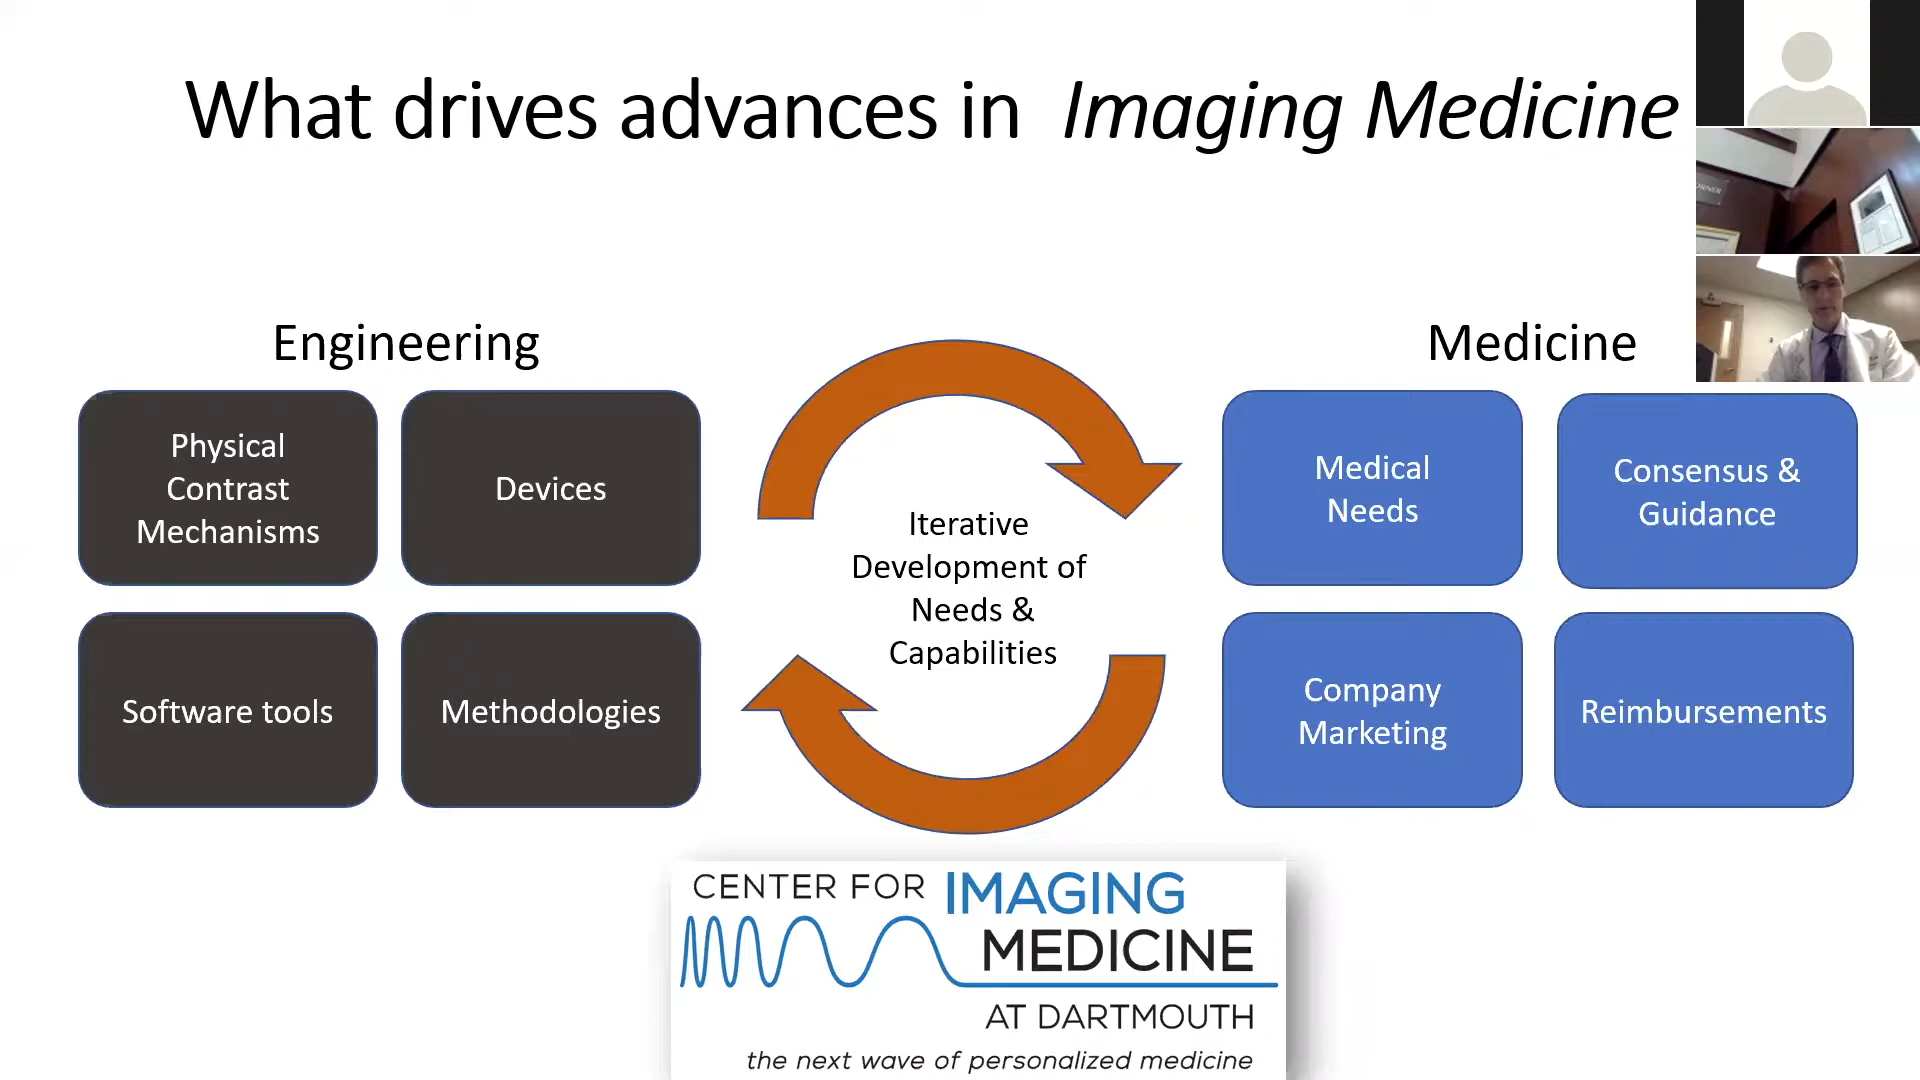 What drives advances in Imaging Medicine
Engineering
Physical
Contrast
Mechanisms
Devices
Software tools
Methodologies
Iterative
Development of
Needs &
Capabilities
Medicine
Medical
Needs
Consensus &
Guidance
Company
Marketing
Reimbursements
CENTER FOR IMAGING
MEDICINE
AT DARTMOUTH
the next wave of personalized medicine